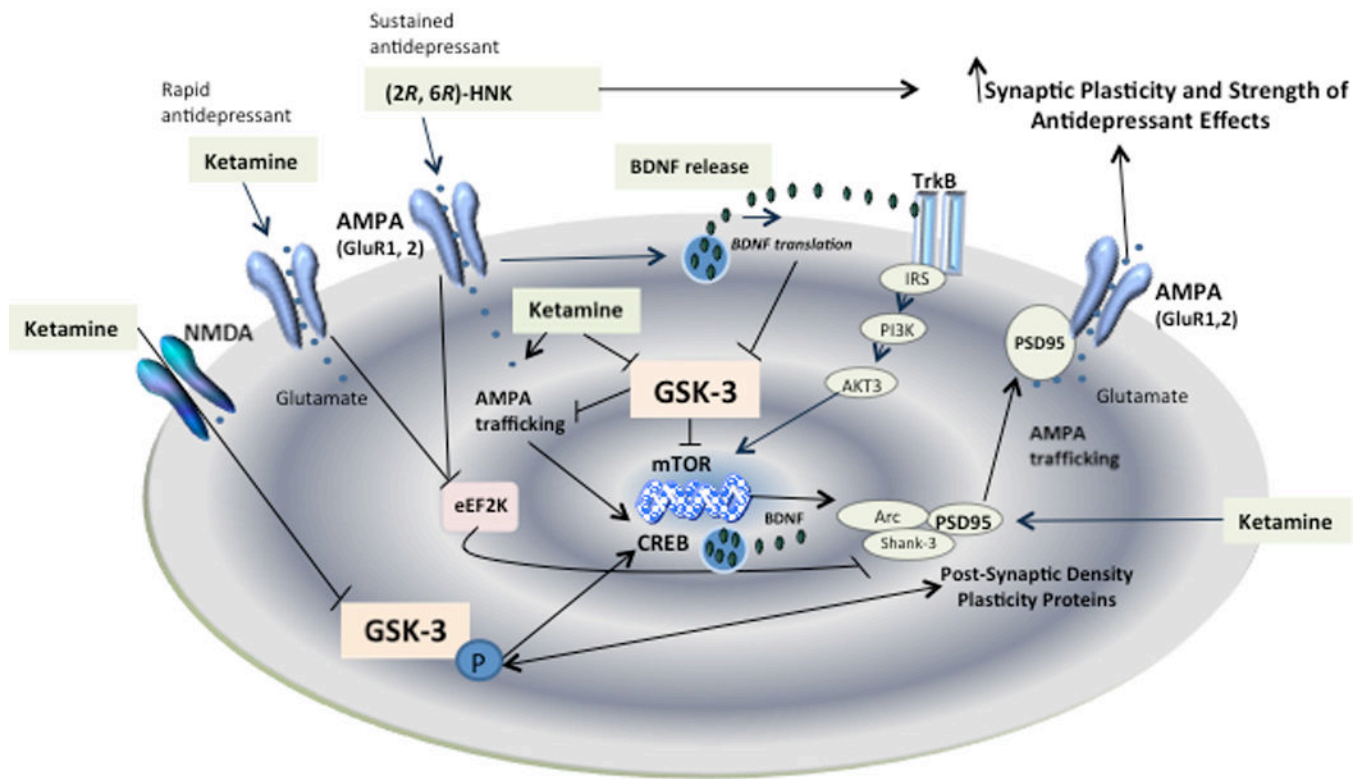 Sustained
antidepressant
(2R, 6R)-HNK
Synaptic Plasticity and Strength of
Antidepressant Effects
Rapid
antidepressant
Ketamine
BDNF release
TrkB
AMPA
(GluR1, 2)
BDNF translation
IRS
Ketamine
NMDA
Ketamine
PI3K
AMPA
(GluR1,2)
PSD95
Glutamate
GSK-3
AKT3
Glutamate
AMPA
trafficking
AMPA
trafficking
mTOR
eEF2K
BDNF
Arc
PSD95
Shank-3
Ketamine
CREB
Post-Synaptic Density
Plasticity Proteins
GSK-3
P